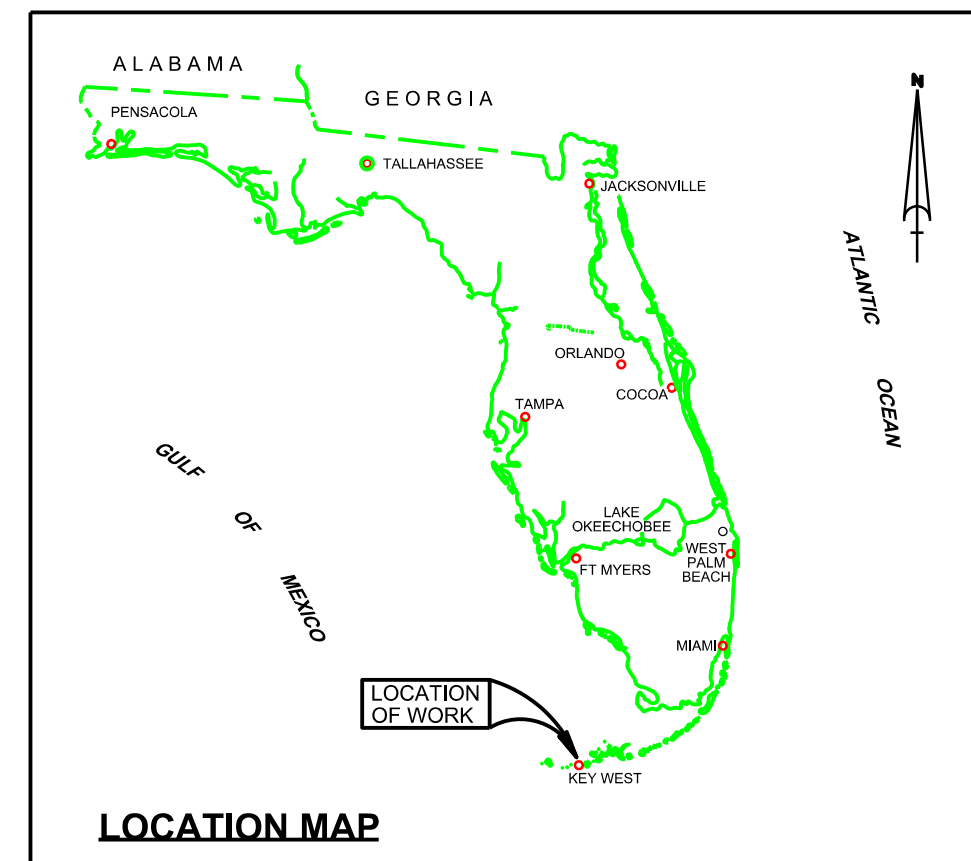 ALABAMA
GEORGIA
N
PENSACOLA
TALLAHASSEE
JACKSONVILLE
ATLANTIC
OCEAN
ORLANDO
COCOA
TAMPA
GULF
OF
MEXICO
LAKE
OKEECHOBEE
WEST
PALM
BEACH
FT MYERS
MIAMI
LOCATION
OF WORK
KEY WEST
LOCATION MAP